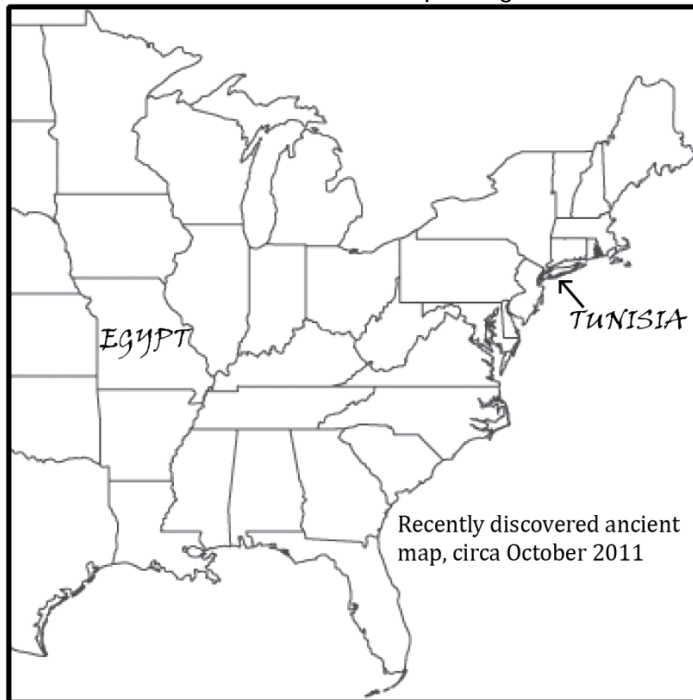 EGYPT
TUNISIA
Recently discovered ancient
map, circa October 2011